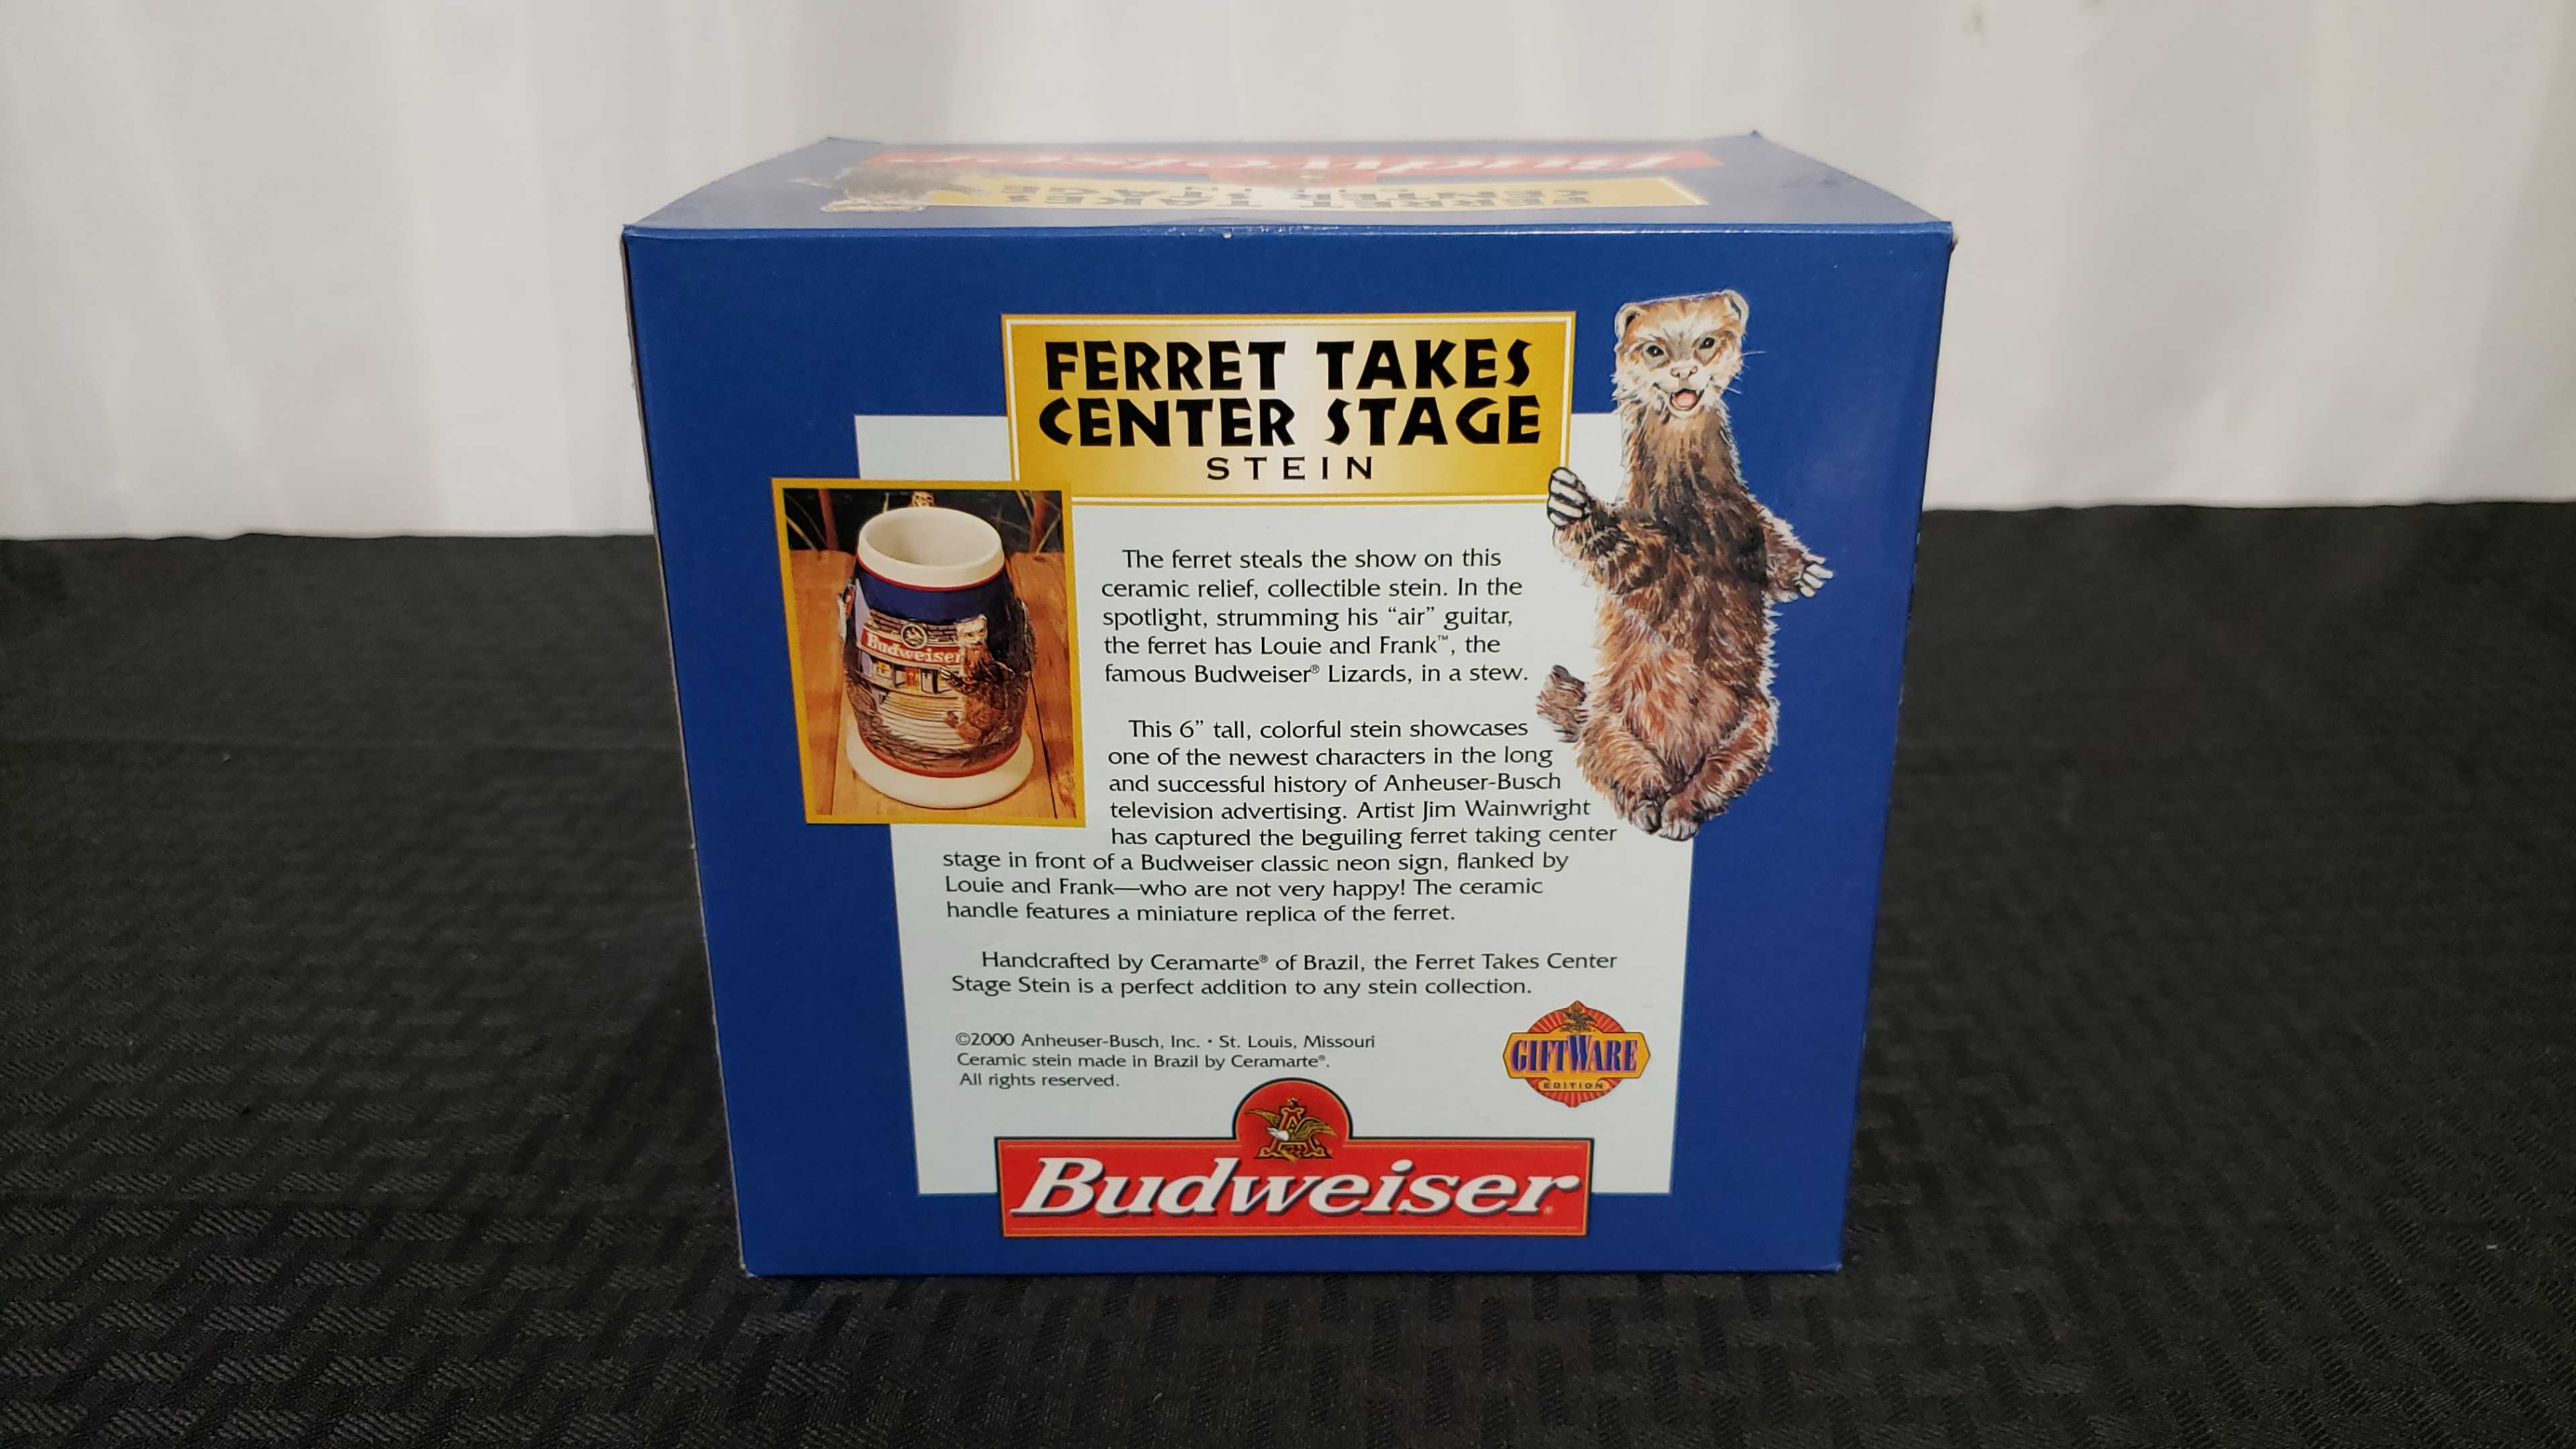 Budweiser
FERRET TAKES
CENTER STAGE
FERRET TAKES
CENTER STAGE
STEIN
Budweiser
The ferret steals the show on this
ceramic relief, collectible stein. In the
spotlight, strumming his “air” guitar,
the ferret has Louie and Frank™, the
famous Budweiser® Lizards, in a stew.
This 6” tall, colorful stein showcases
one of the newest characters in the long
and successful history of Anheuser-Busch
television advertising. Artist Jim Wainwright
has captured the beguiling ferret taking center
stage in front of a Budweiser classic neon sign, flanked by
Louie and Frank—who are not very happy! The ceramic
handle features a miniature replica of the ferret.
Handcrafted by Ceramarte® of Brazil, the Ferret Takes Center
Stage Stein is a perfect addition to any stein collection.
©2000 Anheuser-Busch, Inc. • St. Louis, Missouri
Ceramic stein made in Brazil by Ceramarte®.
All rights reserved.
GIFTWARE
EDITION
A
Budweiser®